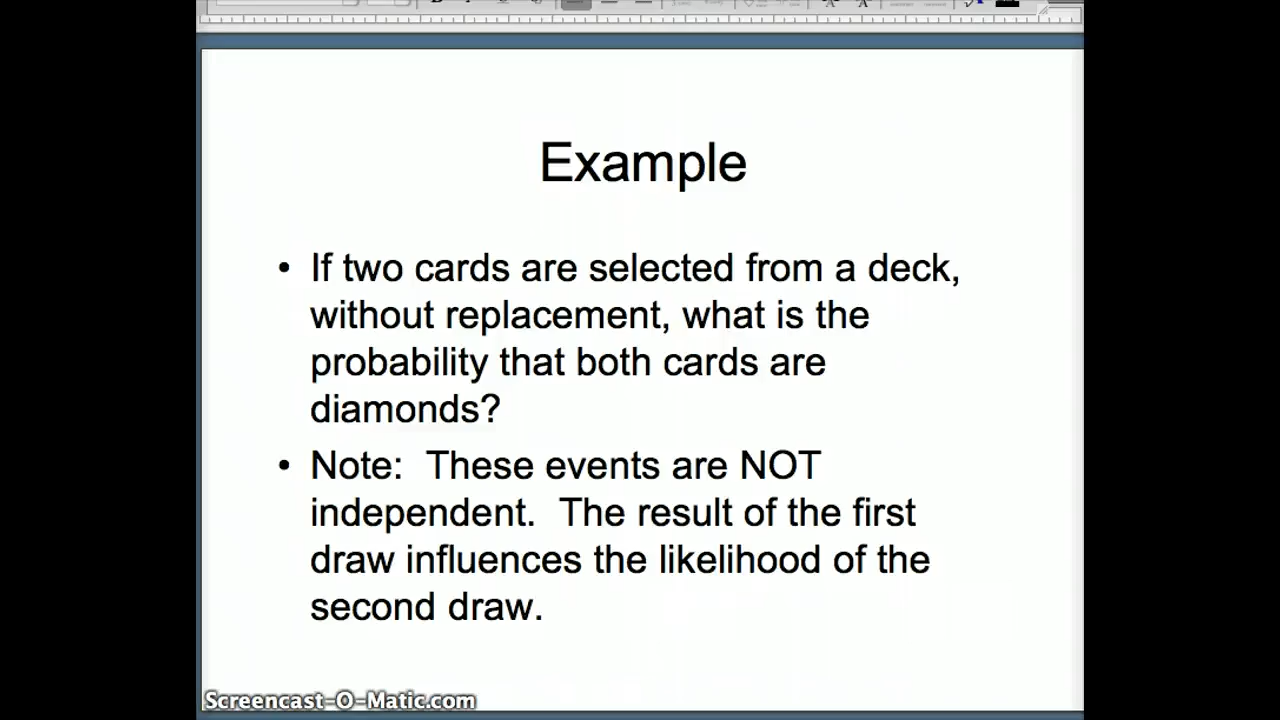 Example
• If two cards are selected from a deck,
without replacement, what is the
probability that both cards are
diamonds?
• Note:  These events are NOT
independent.  The result of the first
draw influences the likelihood of the
second draw.
Screencast-O-Matic.com